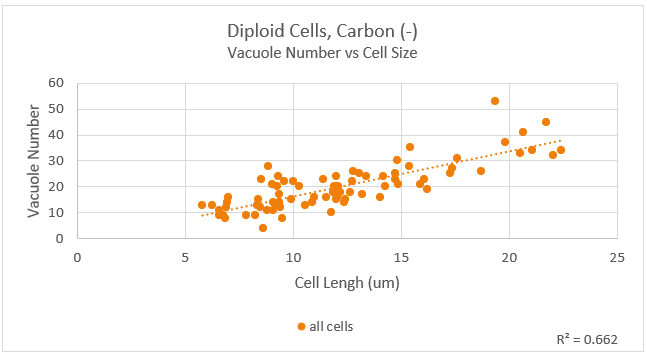 Diploid Cells, Carbon (-)
Vacuole Number vs Cell Size
60
50
40
30
20
10
0
Vacuole Number
0 5 10 15 20 25
Cell Lengh (um)
all cells
R² = 0.662